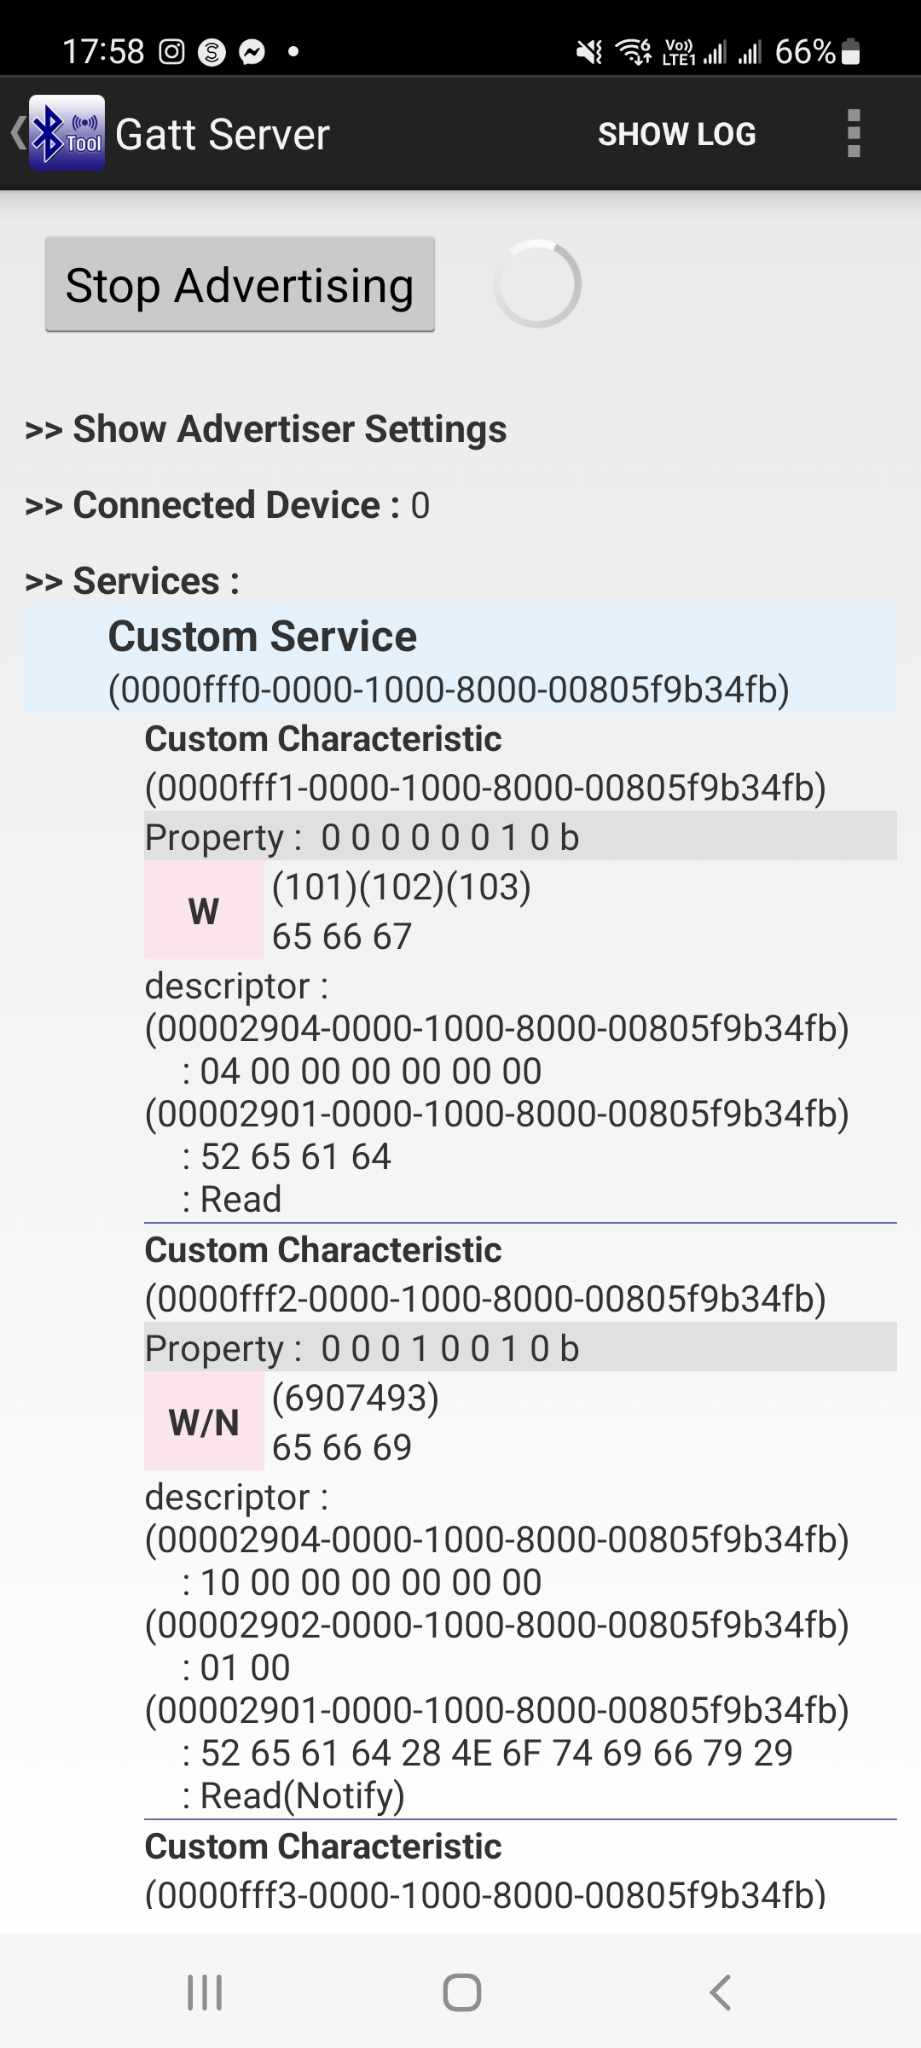 17:58
Vo))
LTE1
6
66%
Tool
Gatt Server
SHOW LOG
Stop Advertising
>> Show Advertiser Settings
>> Connected Device : 0
>> Services :
Custom Service
(0000fff0-0000-1000-8000-00805f9b34fb)
Custom Characteristic
(0000fff1-0000-1000-8000-00805f9b34fb)
Property :  0 0 0 0 0 0 1 0 b
W
(101)(102)(103)
65 66 67
descriptor :
(00002904-0000-1000-8000-00805f9b34fb)
: 04 00 00 00 00 00 00
(00002901-0000-1000-8000-00805f9b34fb)
: 52 65 61 64
: Read
Custom Characteristic
(0000fff2-0000-1000-8000-00805f9b34fb)
Property :  0 0 0 1 0 0 1 0 b
W/N
(6907493)
65 66 69
descriptor :
(00002904-0000-1000-8000-00805f9b34fb)
: 10 00 00 00 00 00 00
(00002902-0000-1000-8000-00805f9b34fb)
: 01 00
(00002901-0000-1000-8000-00805f9b34fb)
: 52 65 61 64 28 4E 6F 74 69 66 79 29
: Read(Notify)
Custom Characteristic
(0000fff3-0000-1000-8000-00805f9b34fb)